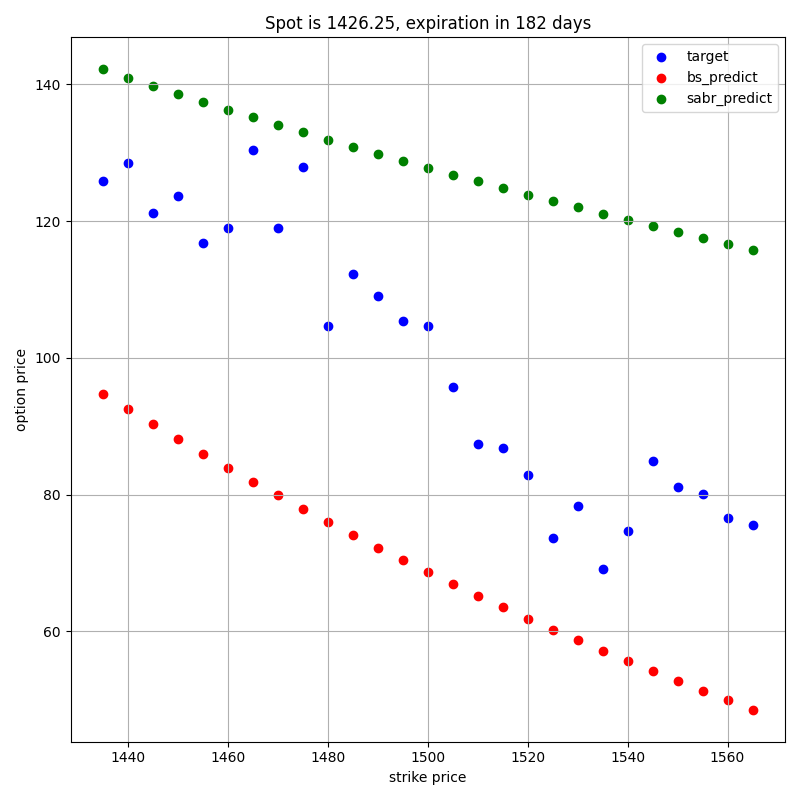 Spot is 1426.25, expiration in 182 days
target
bs_predict
sabr_predict
option price
140
120
100
80
60
1440 1460 1480 1500 1520 1540 1560
strike price